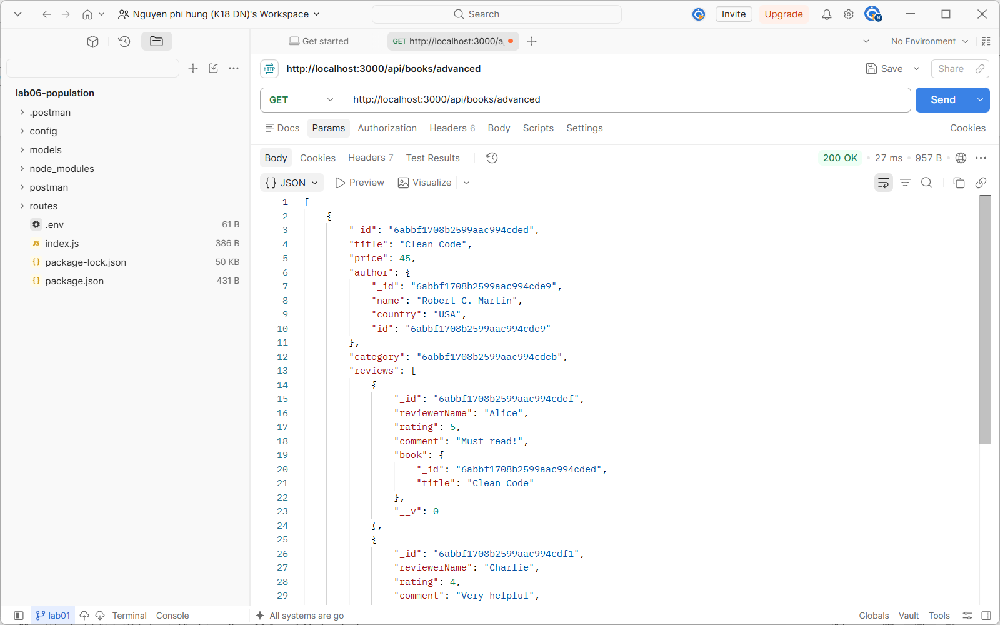 Nguyen phi hung (K18 DN)'s Workspace
Search
Invite
Upgrade
N
Get started
GET http://localhost:3000/a
No Environment
HTTP http://localhost:3000/api/books/advanced
Save
Share
lab06-population
.postman
config
models
node_modules
postman
routes
.env 61 B
JS index.js 386 B
{} package-lock.json 50 KB
{} package.json 431 B
GET http://localhost:3000/api/books/advanced
Send
Docs Params Authorization Headers 6 Body Scripts Settings Cookies
Body Cookies Headers 7 Test Results 200 OK • 27 ms • 957 B •
{} JSON Preview Visualize
1 [
2 {
3 "_id": "6abbf1708b2599aac994cded",
4 "title": "Clean Code",
5 "price": 45,
6 "author": {
7 "_id": "6abbf1708b2599aac994cde9",
8 "name": "Robert C. Martin",
9 "country": "USA",
10 "id": "6abbf1708b2599aac994cde9"
11 },
12 "category": "6abbf1708b2599aac994cdeb",
13 "reviews": [
14 {
15 "_id": "6abbf1708b2599aac994cdef",
16 "reviewerName": "Alice",
17 "rating": 5,
18 "comment": "Must read!",
19 "book": {
20 "_id": "6abbf1708b2599aac994cded",
21 "title": "Clean Code"
22 },
23 "__v": 0
24 },
25 {
26 "_id": "6abbf1708b2599aac994cdf1",
27 "reviewerName": "Charlie",
28 "rating": 4,
29 "comment": "Very helpful",
lab01 Terminal Console All systems are go Globals Vault Tools